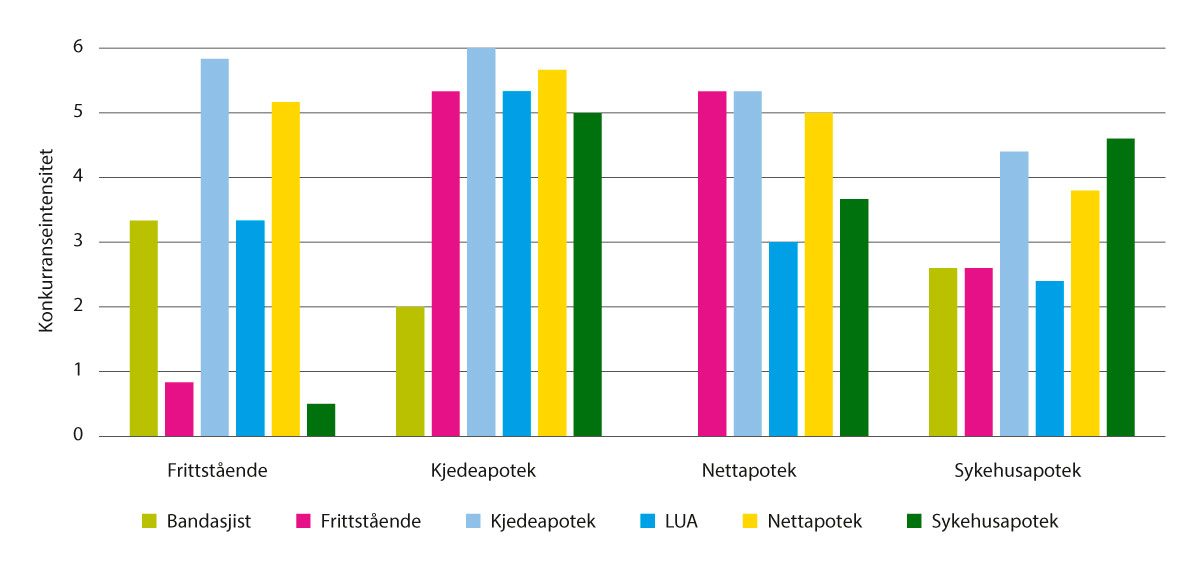 Konkurranseintensitet
6
5
4
3
2
1
0
Frittstående Kjedeapotek Nettapotek Sykehusapotek
Bandasjist Frittstående Kjedeapotek LUA Nettapotek Sykehusapotek